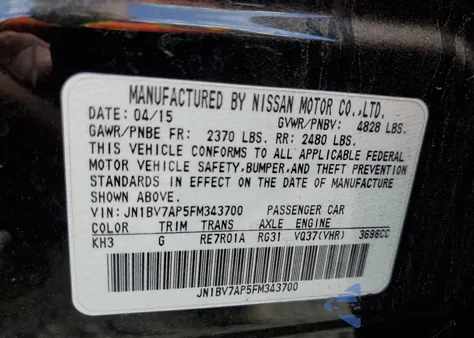 MANUFACTURED BY NISSAN MOTOR CO.,LTD.
DATE: 04/15 GVWR/PNBV: 4828 LBS.
GAWR/PNBE FR: 2370 LBS. RR: 2480 LBS.
THIS VEHICLE CONFORMS TO ALL APPLICABLE FEDERAL
MOTOR VEHICLE SAFETY,BUMPER,AND THEFT PREVENTION
STANDARDS IN EFFECT ON THE DATE OF MANUFACTURE
SHOWN ABOVE.
VIN: JN1BV7AP5FM343700 PASSENGER CAR
COLOR TRIM TRANS AXLE ENGINE
KH3 G RE7R01A RG31 VQ37(VHR) 3696CC
JN1BV7AP5FM343700